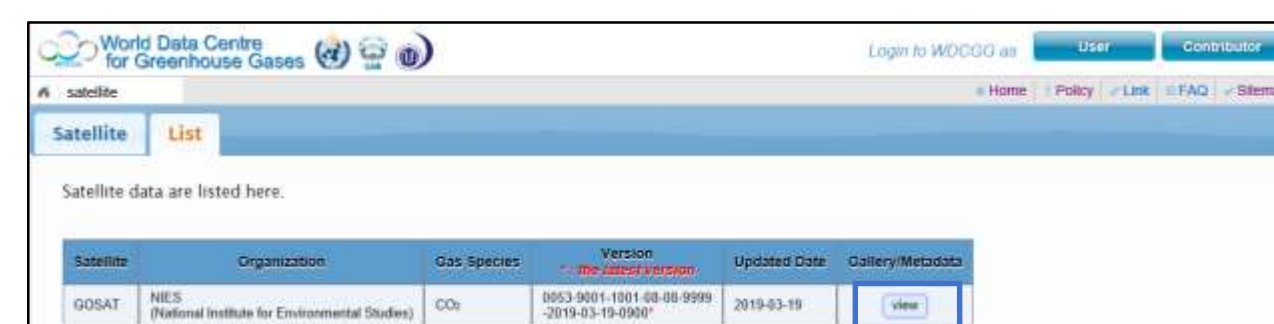 World Data Centre
for Greenhouse Gases
Login to WDCGG as User Contributor
satellite
Home Policy Link FAQ Sitem
Satellite List
Satellite data are listed here.
Satellite Organization Gas Species Version Updated Date Gallery/Metadata
* : the latest version
GOSAT NIES CO₂ 0053-9001-1001-08-08-9999 2019-03-19 view
(National Institute for Environmental Studies) -2019-03-19-0900*